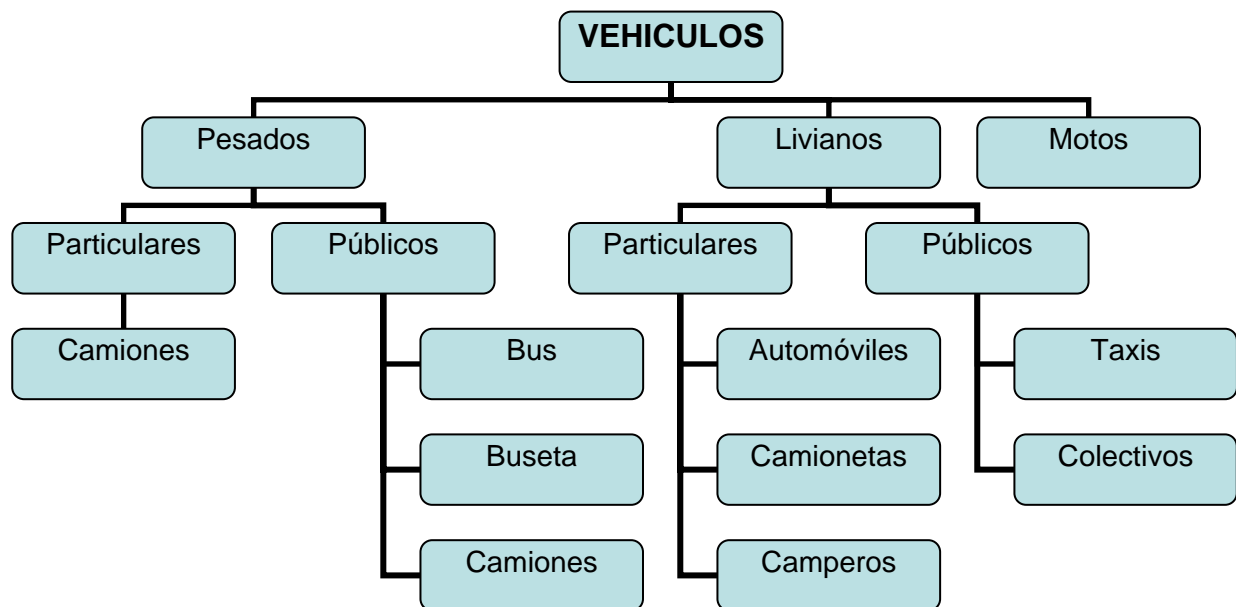 VEHICULOS
Pesados
Livianos
Motos
Particulares
Públicos
Particulares
Públicos
Camiones
Bus
Automóviles
Taxis
Buseta
Camionetas
Colectivos
Camiones
Camperos